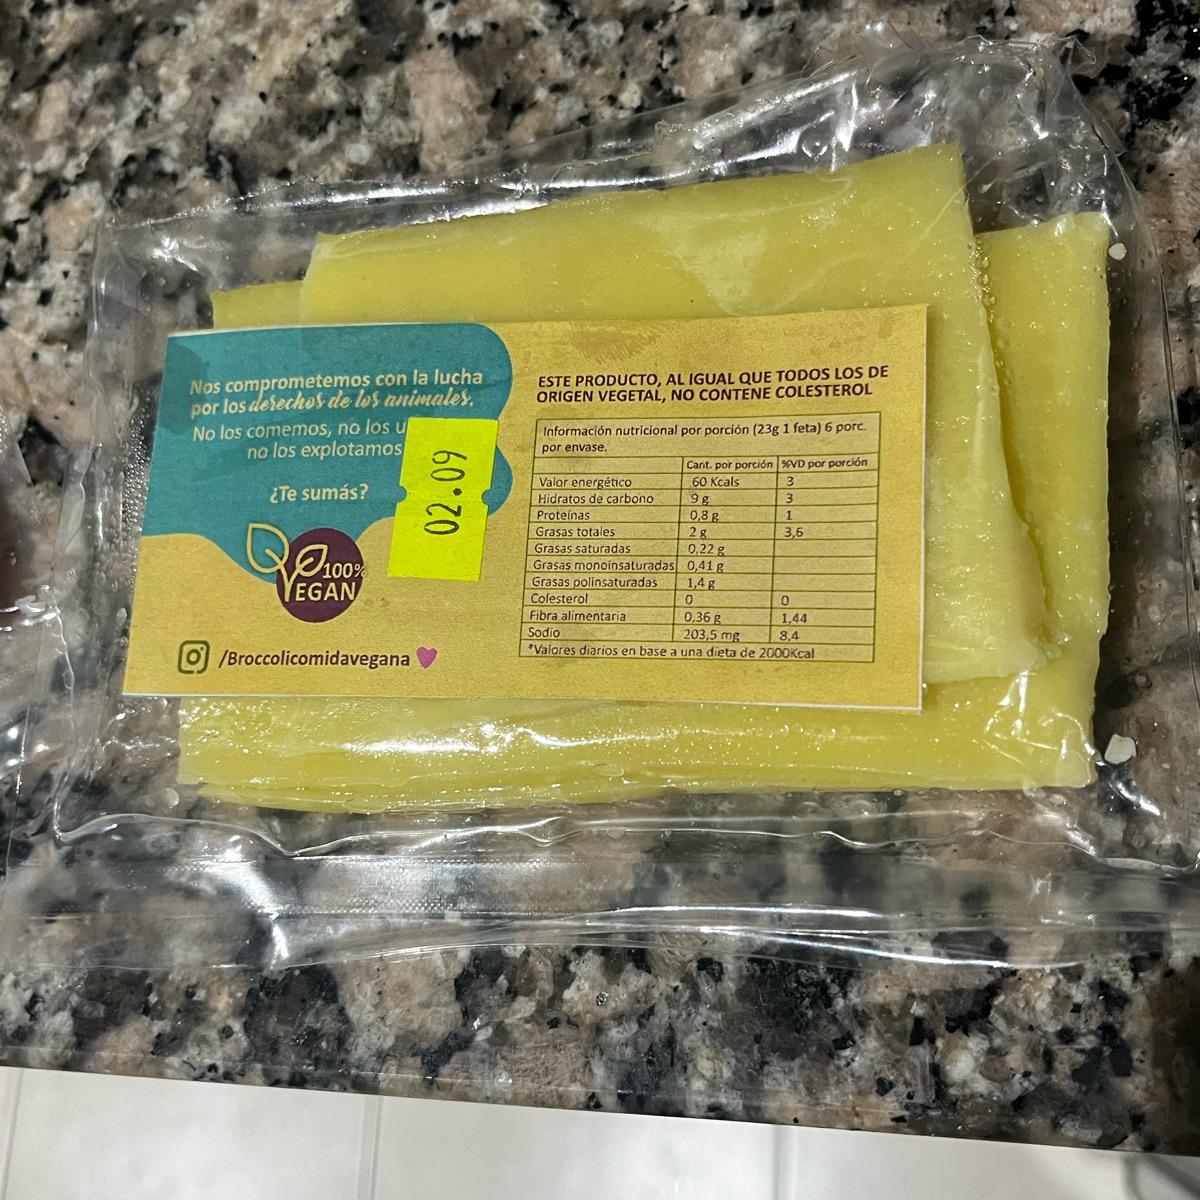 Nos comprometemos con la lucha
por los derechos de los animales.
No los comemos, no los u
no los explotamos
¿Te sumás?
100%
VEGAN
/Broccolicomidavegana
02.09
ESTE PRODUCTO, AL IGUAL QUE TODOS LOS DE
ORIGEN VEGETAL, NO CONTENE COLESTEROL
Información nutricional por porción (23g 1 feta) 6 porc.
por envase.
Cant. por porción %VD por porción
Valor energético 60 Kcals 3
Hidratos de carbono 9 g 3
Proteínas 0,8 g 1
Grasas totales 2 g 3,6
Grasas saturadas 0,22 g
Grasas monoinsaturadas 0,41 g
Grasas polinsaturadas 1,4 g
Colesterol 0 0
Fibra alimentaria 0,36 g 1,44
Sodio 203,5 mg 8,4
*Valores diarios en base a una dieta de 2000Kcal